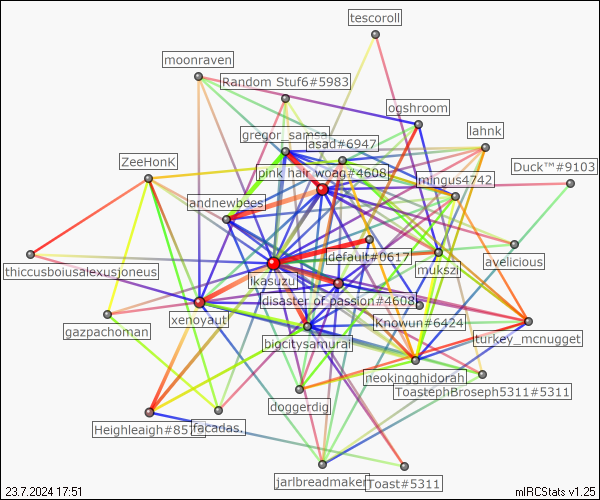 tescoroll
moonraven
Random Stuf6#5983
ogshroom
gregor_samsa
asad#6947
lahnk
ZeeHonK
pink hair woag#4608
Duck™#9103
mingus4742
andnewbees
default#0617
avelicious
mukszi
thiccusboiusalexusjoneus
ikasuzu
disaster of passion#4608
xenoyaut
Knowun#6424
gazpachoman
bigcitysamurai
turkey_mcnugget
neokingghidorah
ToastephBroseph5311#5311
doggerdig
Heighleaigh#857
facadas.
jarlbreadmaker
Toast#5311
23.7.2024 17:51
mIRCStats v1.25